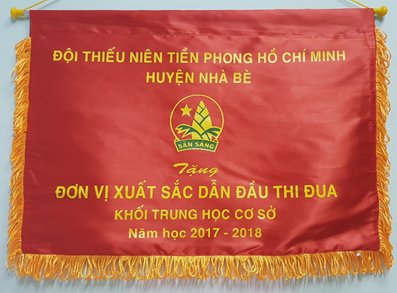 ĐỘI THIẾU NIÊN TIỀN PHONG HỒ CHÍ MINH
HUYỆN NHÀ BÈ
SẴN SÀNG
Tặng
ĐƠN VỊ XUẤT SẮC DẪN ĐẦU THI ĐUA
KHỐI TRUNG HỌC CƠ SỞ
Năm học 2017 - 2018